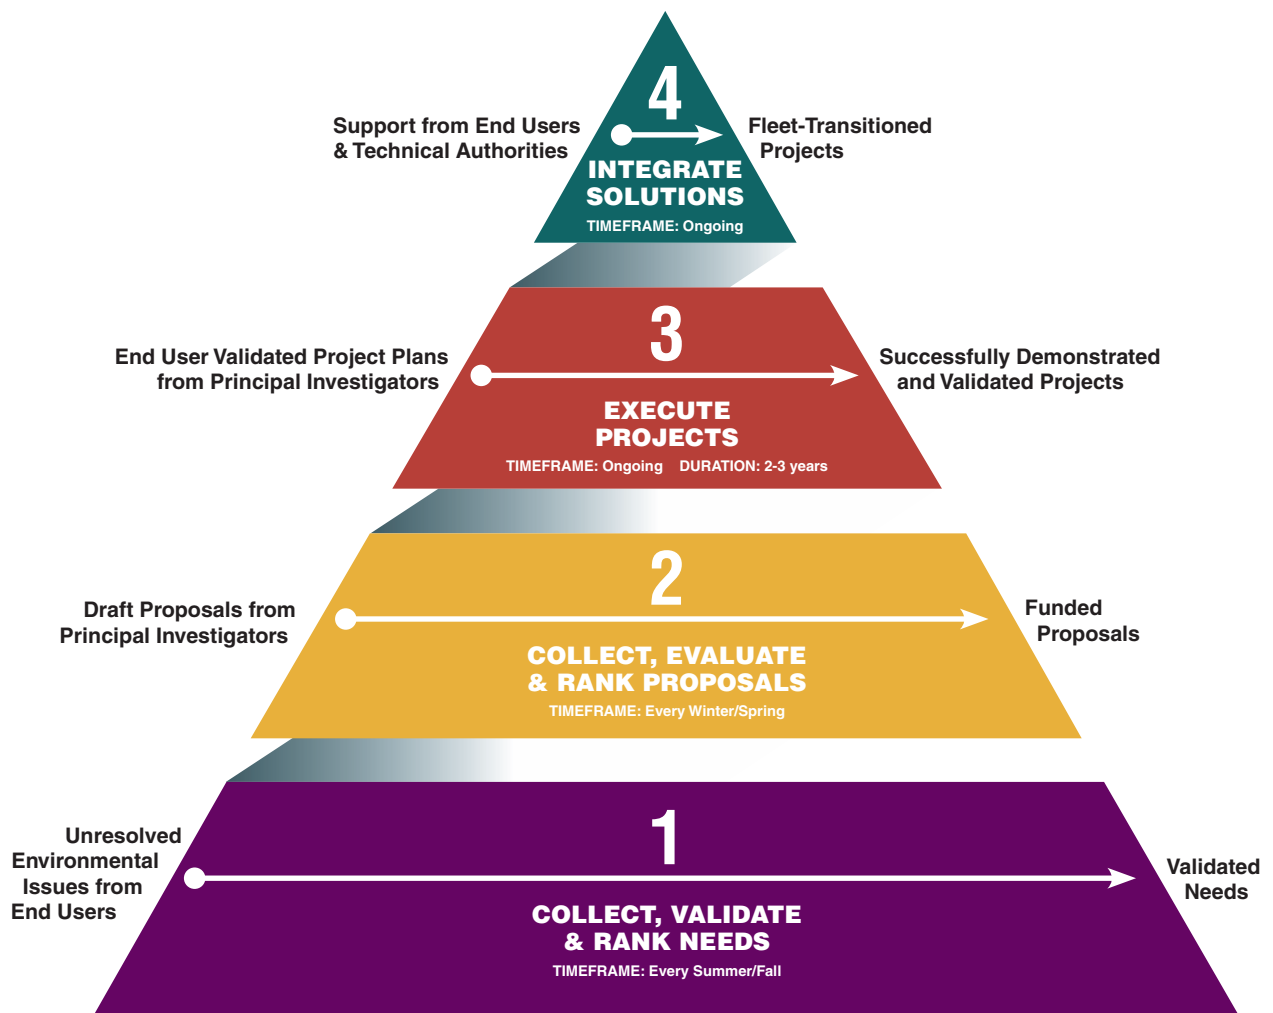 4
Support from End Users
& Technical Authorities
Fleet-Transitioned
Projects
INTEGRATE
SOLUTIONS
TIMEFRAME: Ongoing
3
End User Validated Project Plans
from Principal Investigators
Successfully Demonstrated
and Validated Projects
EXECUTE
PROJECTS
TIMEFRAME: Ongoing DURATION: 2-3 years
2
Draft Proposals from
Principal Investigators
Funded
Proposals
COLLECT, EVALUATE
& RANK PROPOSALS
TIMEFRAME: Every Winter/Spring
1
Unresolved
Environmental
Issues from
End Users
Validated
Needs
COLLECT, VALIDATE
& RANK NEEDS
TIMEFRAME: Every Summer/Fall